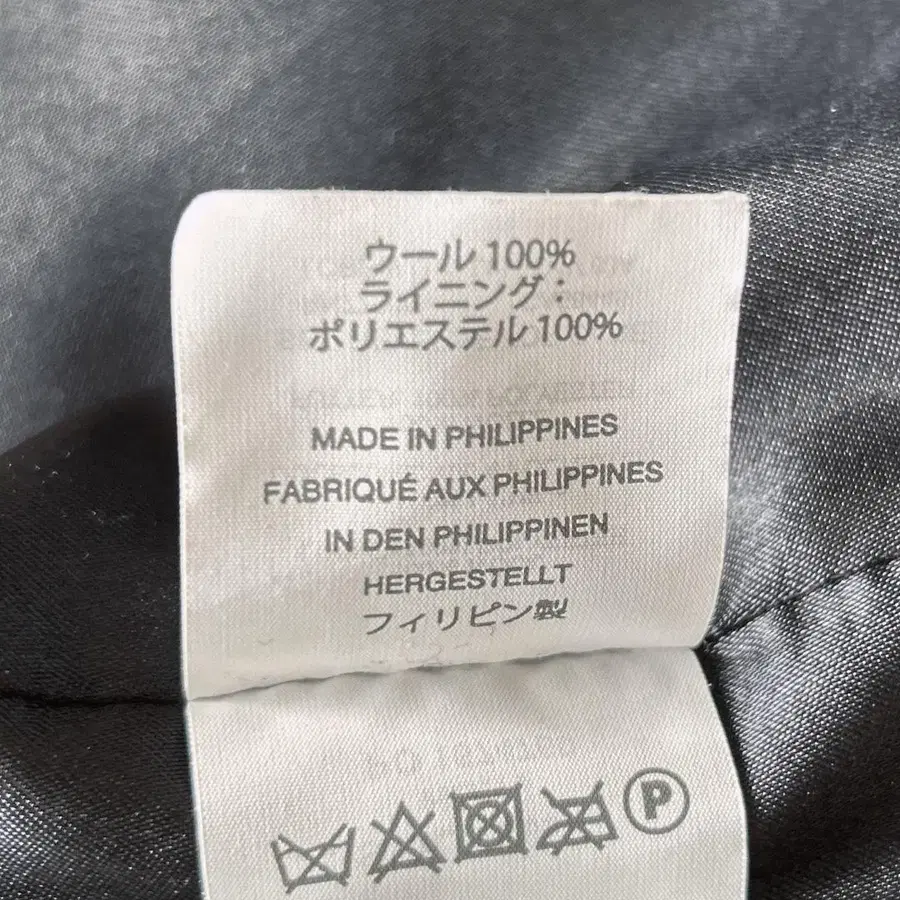 ウール 100%
ライニング :
ポリエステル 100%
MADE IN PHILIPPINES
FABRIQUÉ AUX PHILIPPINES
IN DEN PHILIPPINEN
HERGESTELLT
フィリピン製
P